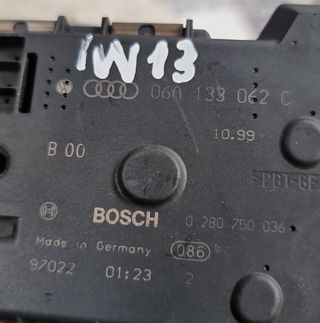 IW13
06A 133 062 C
10.99
B 00
PBT-GF
BOSCH 0 280 750 036
Made in Germany 086
97022 01:23 2